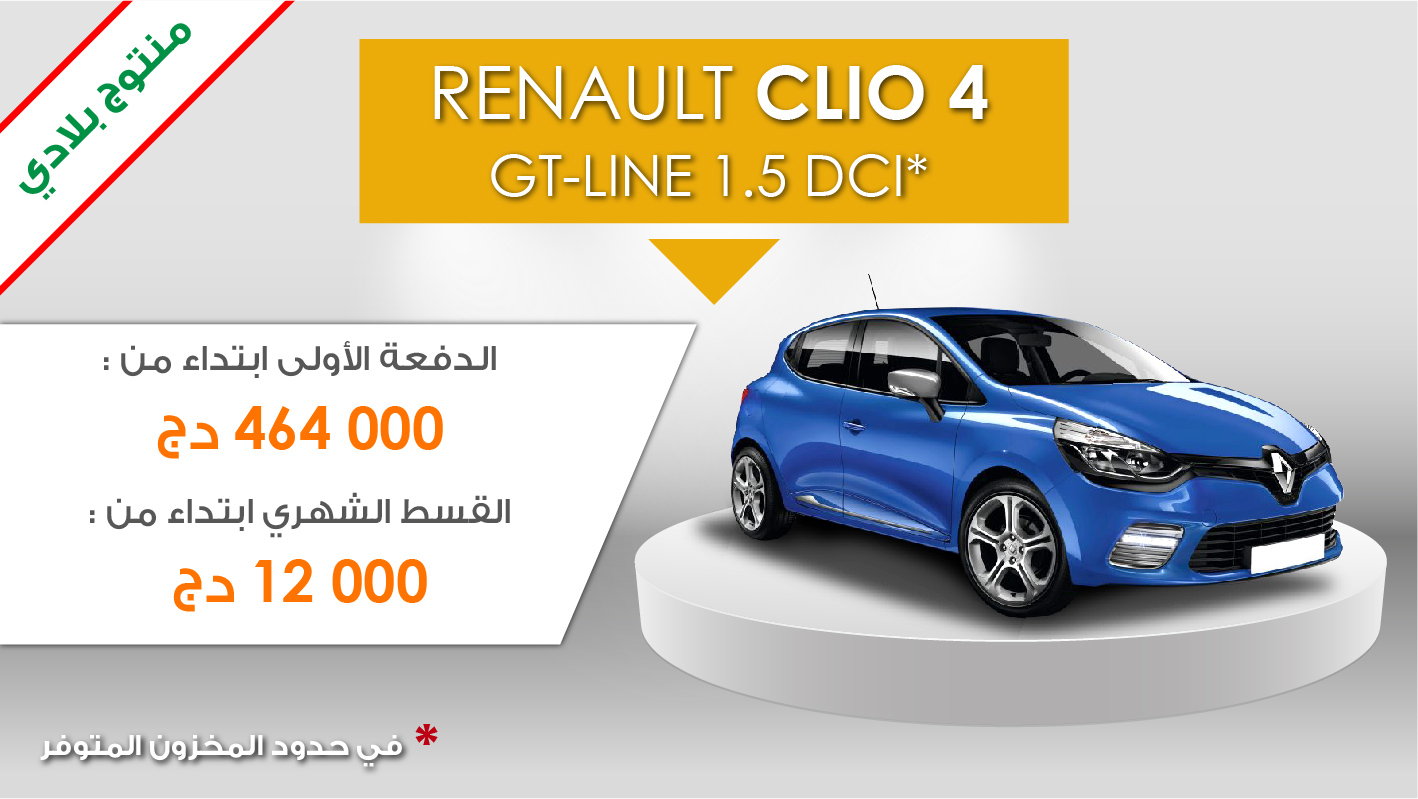 منتوج بلادي
RENAULT CLIO 4
GT-LINE 1.5 DCI*
الدفعة الأولى ابتداء من :
464 000 دج
القسط الشهري ابتداء من :
12 000 دج
* في حدود المخزون المتوفر